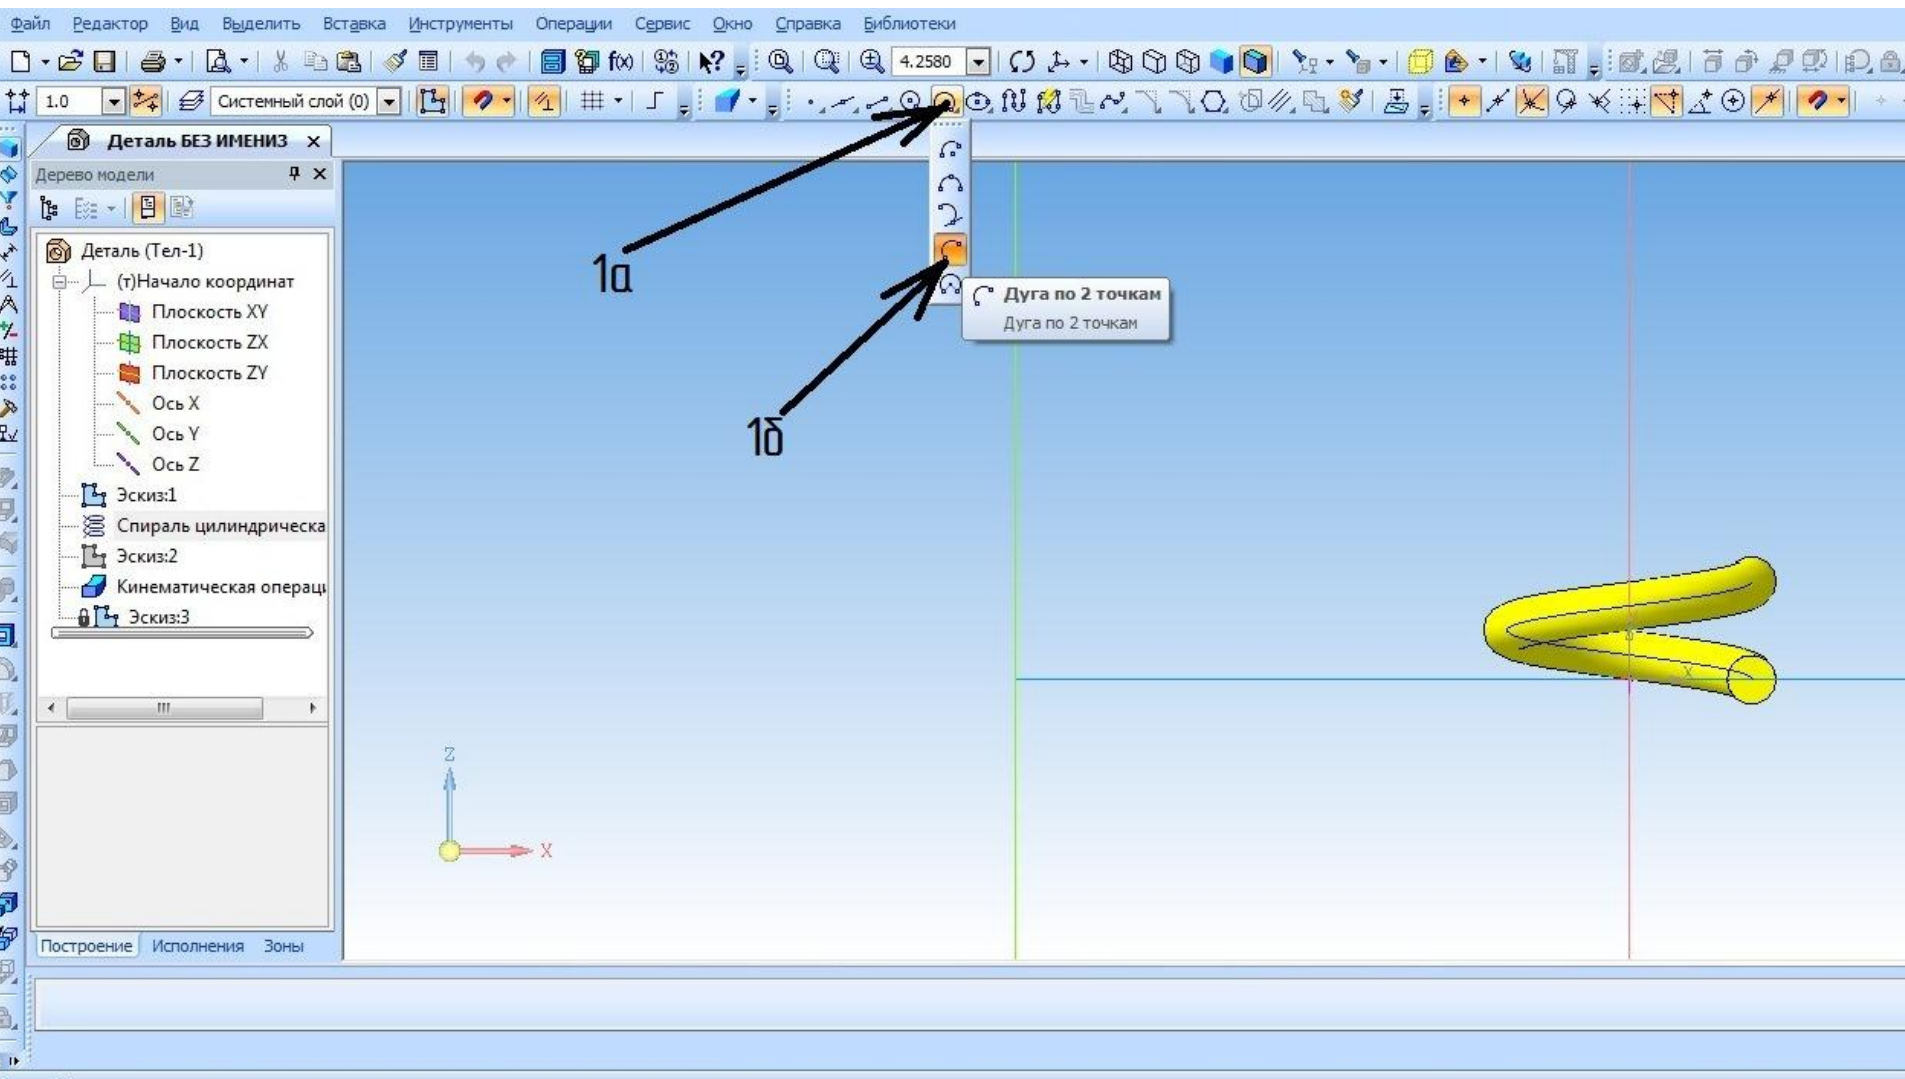 Файл Редактор Вид Выделить Вставка Инструменты Операции Сервис Окно Справка Библиотеки
f(x) 4.2580
1.0 Системный слой (0)
Деталь БЕЗ ИМЕНИ3
Дерево модели
Деталь (Тел-1)
(т)Начало координат
Плоскость XY
Плоскость ZX
Плоскость ZY
Ось X
Ось Y
Ось Z
Эскиз:1
Спираль цилиндрическа
Эскиз:2
Кинематическая операци
Эскиз:3
Построение Исполнения Зоны
1а
1б
Дуга по 2 точкам
Дуга по 2 точкам
Z
X
X